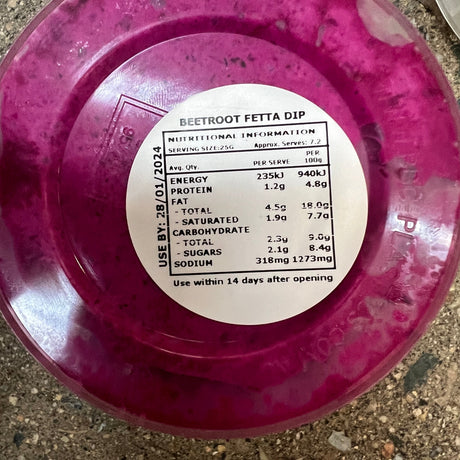 BEETROOT FETTA DIP
NUTRITIONAL INFORMATION
SERVING SIZE:25G Approx. Serves: 7.2
Avg. Qty. PER SERVE PER 100g
ENERGY 235kJ 940kJ
PROTEIN 1.2g 4.8g
FAT
- TOTAL 4.5g 18.0g
- SATURATED 1.9g 7.7g
CARBOHYDRATE
- TOTAL 2.3g 9.0g
- SUGARS 2.1g 8.4g
SODIUM 318mg 1273mg
Use within 14 days after opening
USE BY: 28/01/2024